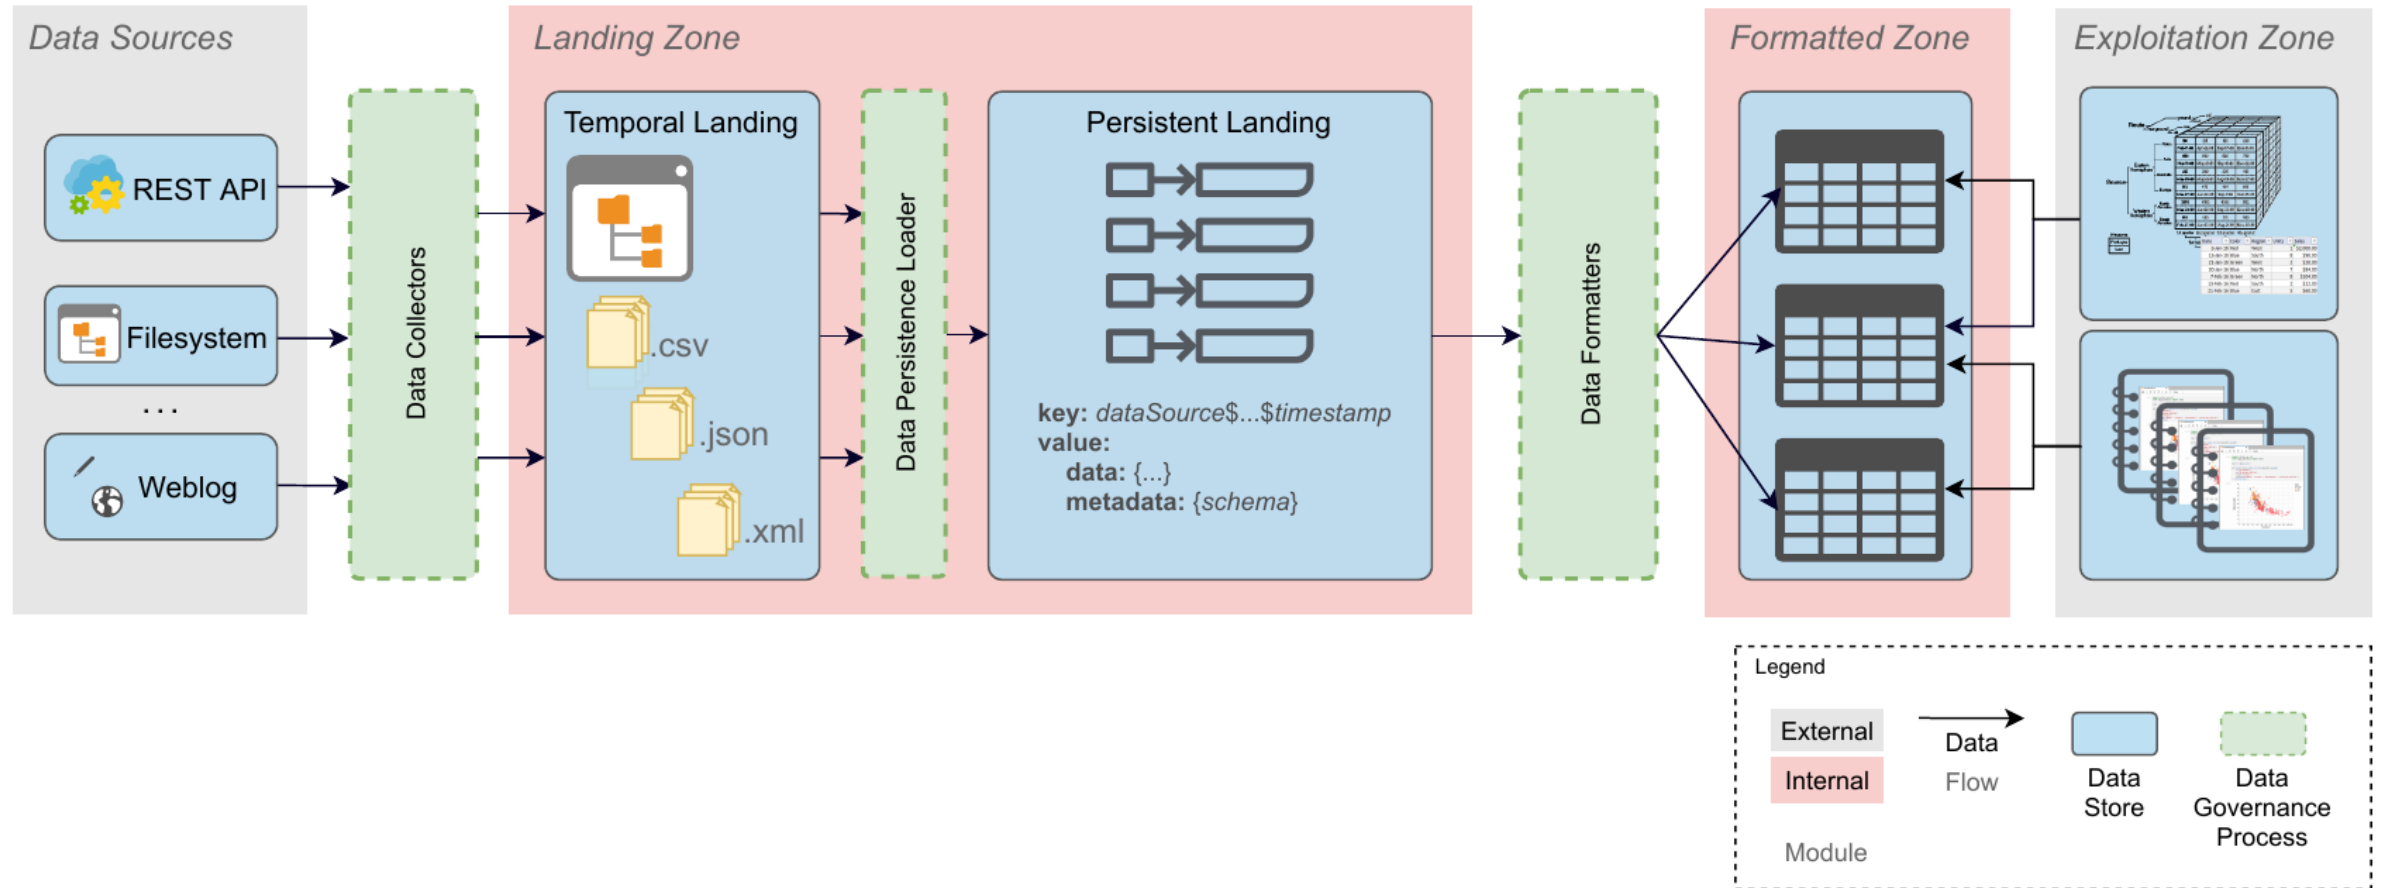 Data Sources
REST API
Filesystem
...
Weblog
Data Collectors
Landing Zone
Temporal Landing
.csv
.json
.xml
Data Persistence Loader
Persistent Landing
key: dataSource$...$timestamp
value:
data: {...}
metadata: {schema}
Data Formatters
Formatted Zone
Exploitation Zone
Legend
External
Internal
Module
Data
Flow
Data
Store
Data
Governance
Process